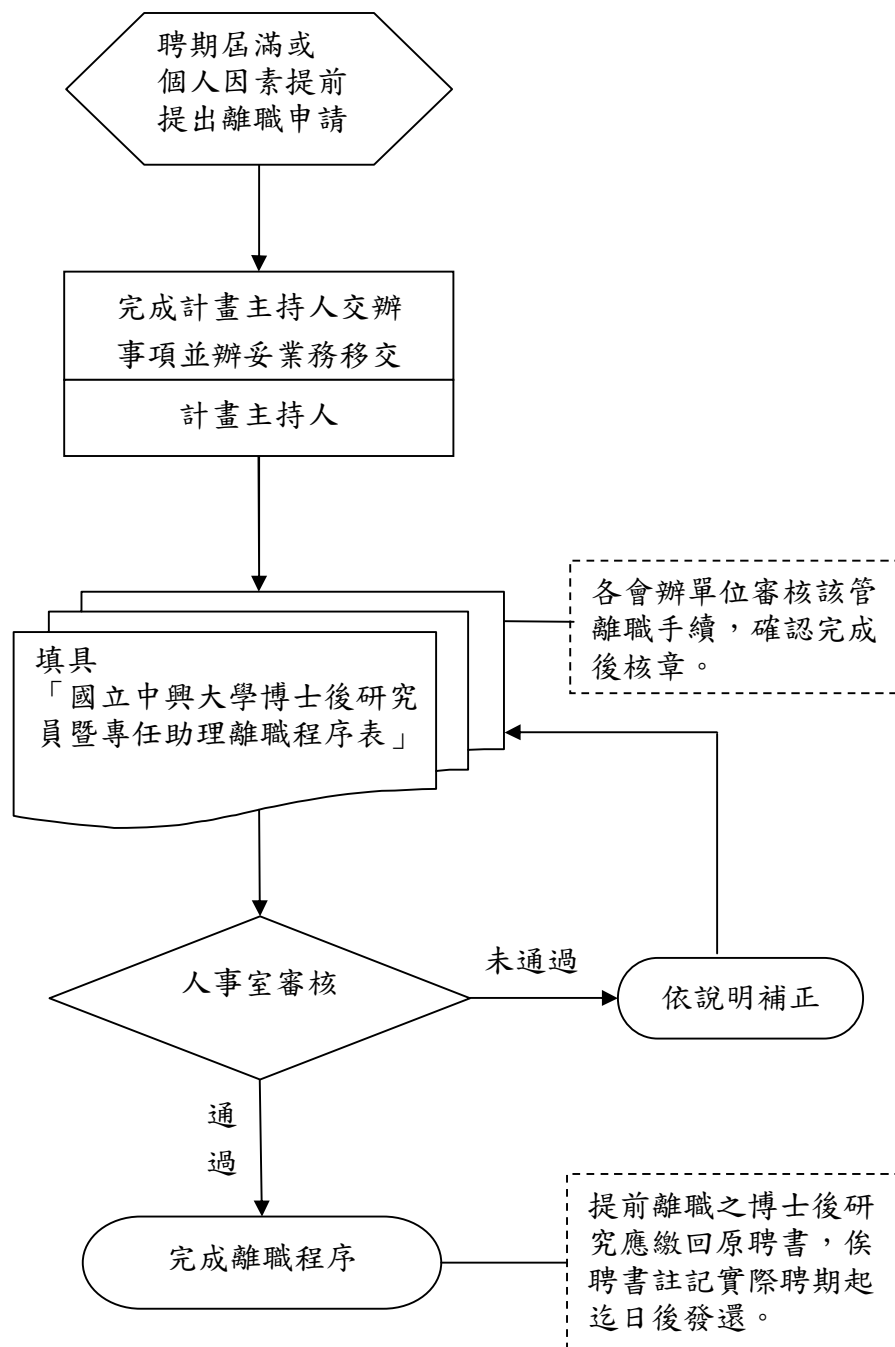 聘期屆滿或
個人因素提前
提出離職申請
完成計畫主持人交辦
事項並辦妥業務移交
計畫主持人
各會辦單位審核該管
離職手續，確認完成
後核章。
填具
「國立中興大學博士後研究
員暨專任助理離職程序表」
人事室審核
未通過
依說明補正
通
過
完成離職程序
提前離職之博士後研
究應繳回原聘書，俟
聘書註記實際聘期起
迄日後發還。